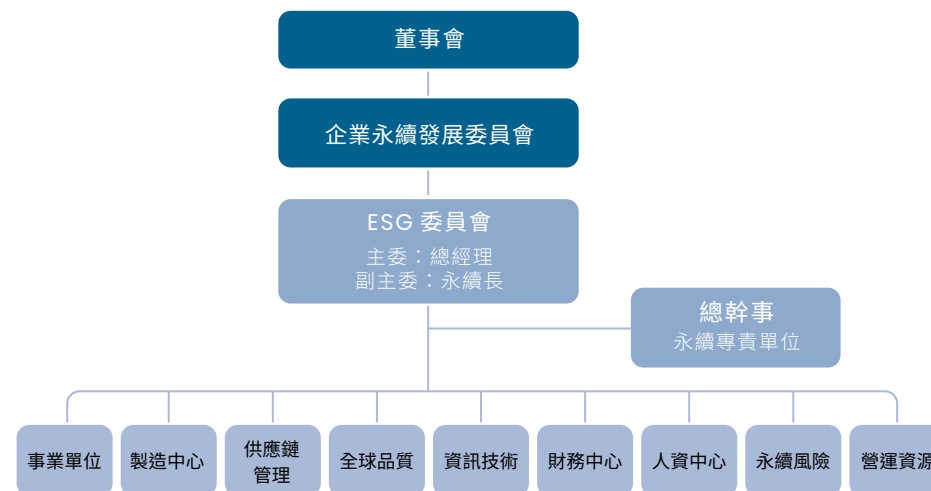 董事會
企業永續發展委員會
ESG 委員會
主委：總經理
副主委：永續長
總幹事
永續專責單位
事業單位
製造中心
供應鏈
管理
全球品質
資訊技術
財務中心
人資中心
永續風險
營運資源